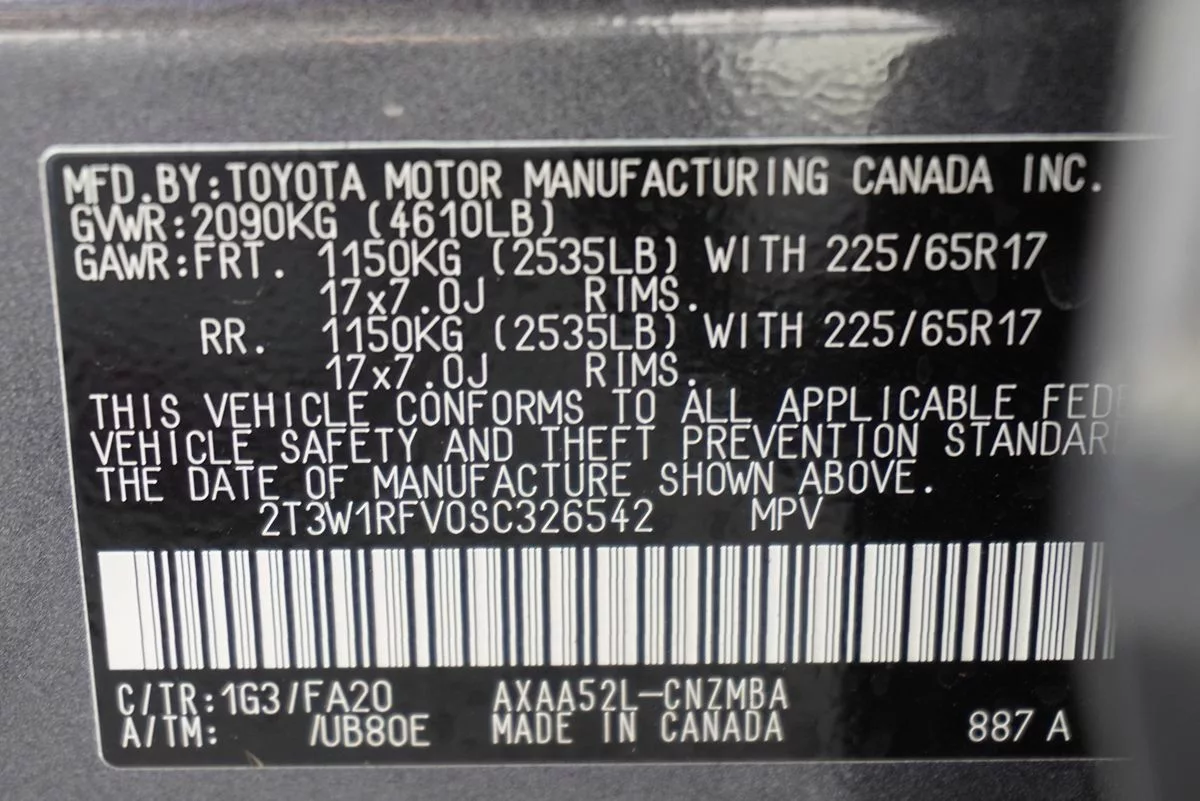 MFD.BY:TOYOTA MOTOR MANUFACTURING CANADA INC.
GVWR:2090KG (4610LB)
GAWR:FRT. 1150KG (2535LB) WITH 225/65R17
17x7.0J RIMS.
RR. 1150KG (2535LB) WITH 225/65R17
17x7.0J RIMS.
THIS VEHICLE CONFORMS TO ALL APPLICABLE
VEHICLE SAFETY AND THEFT PREVENTION
THE DATE OF MANUFACTURE SHOWN ABOVE.
2T3W1RFV0SC326542 MPV
C/TR:1G3/FA20 AXAA52L-CNZMBA
A/TM: /UB80E MADE IN CANADA 887 A